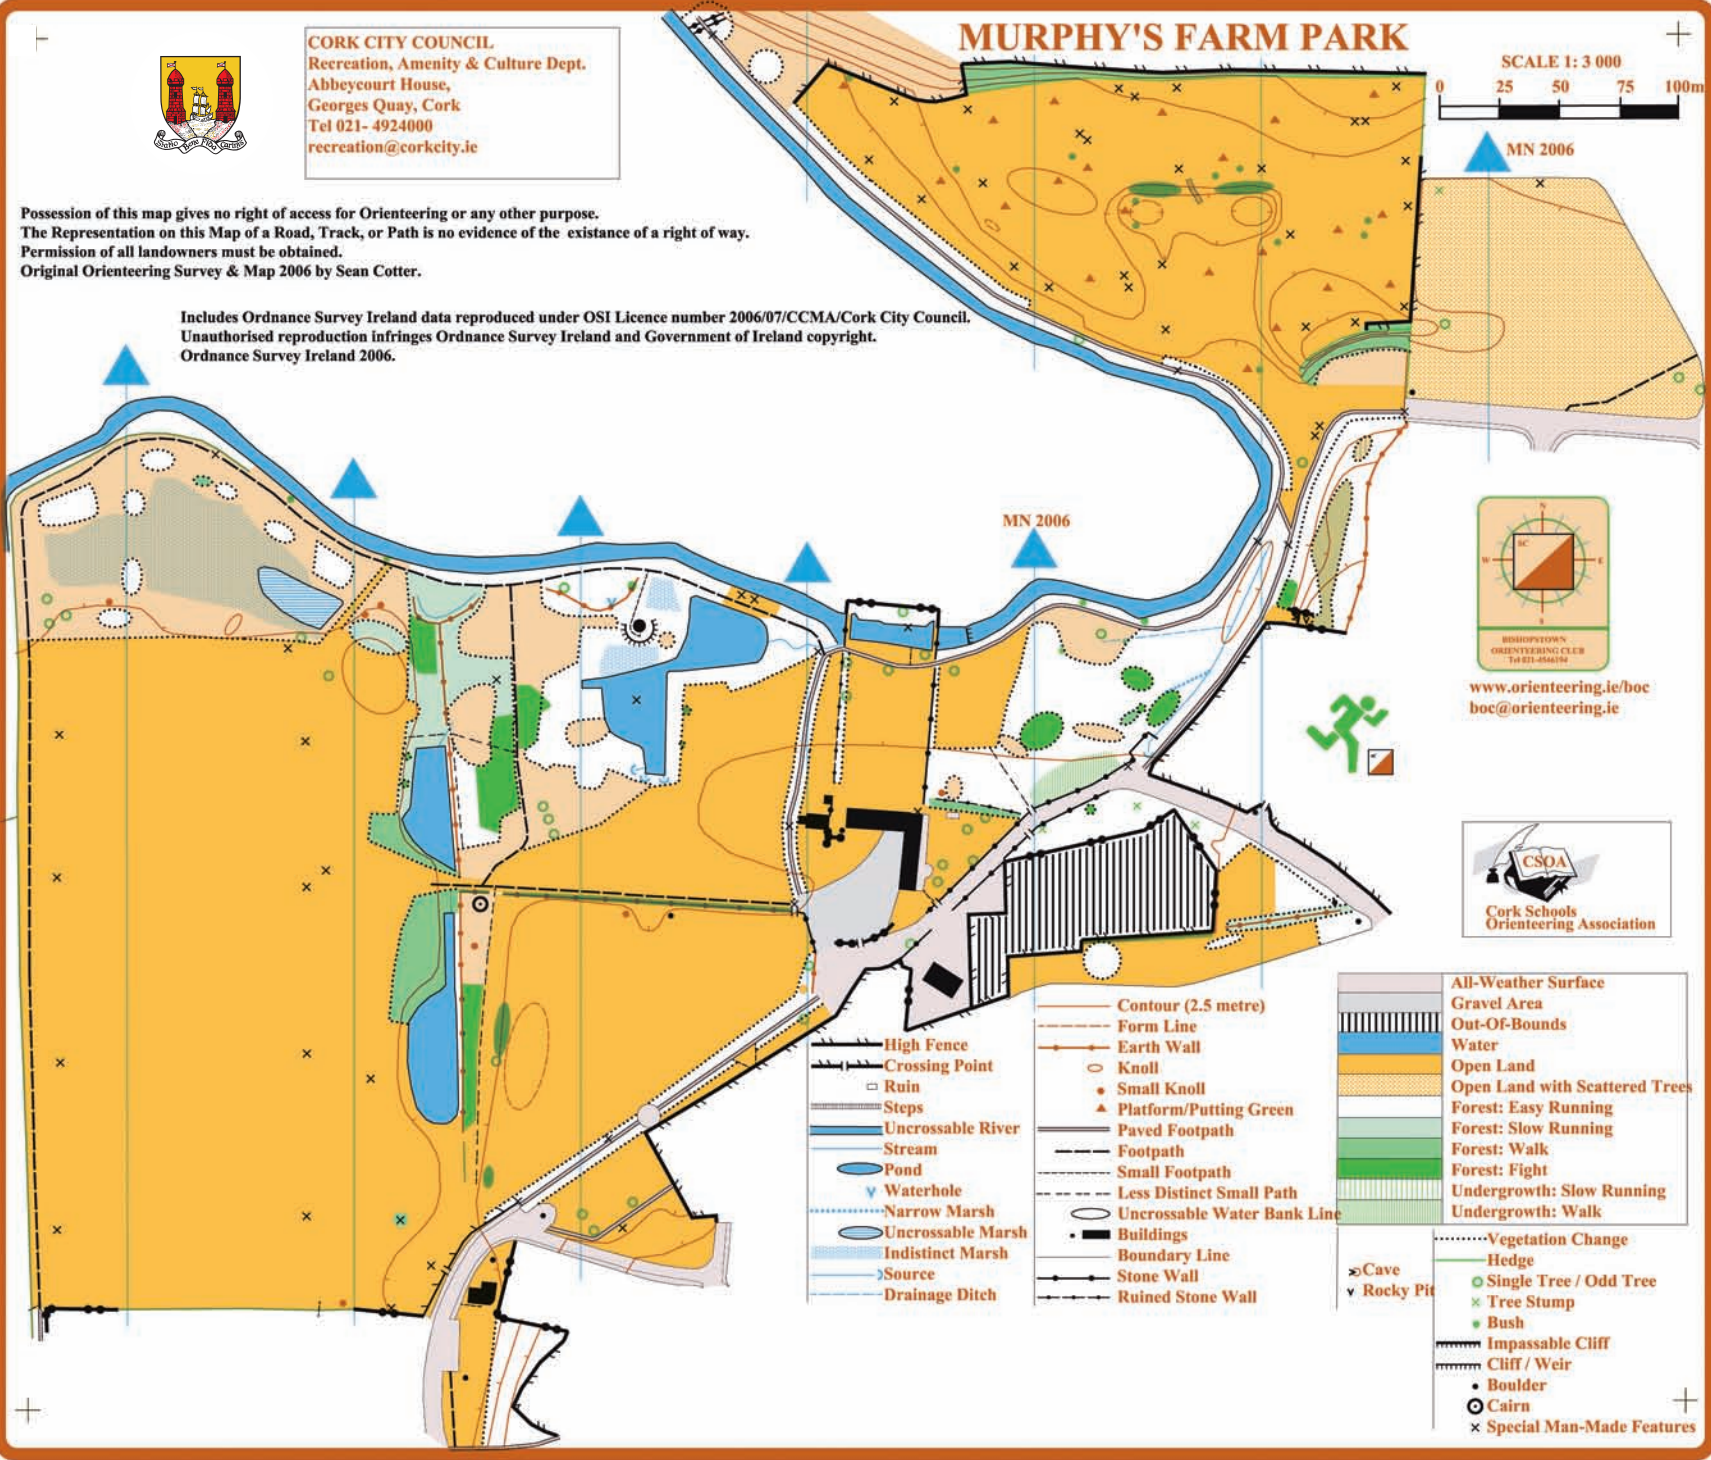 MURPHY'S FARM PARK
CORK CITY COUNCIL
Recreation, Amenity & Culture Dept.
Abbeycourt House,
Georges Quay, Cork
Tel 021- 4924000
recreation@corkcity.ie
SCALE 1: 3 000
0 25 50 75 100m
MN 2006
Possession of this map gives no right of access for Orienteering or any other purpose.
The Representation on this Map of a Road, Track, or Path is no evidence of the existance of a right of way.
Permission of all landowners must be obtained.
Original Orienteering Survey & Map 2006 by Sean Cotter.
Includes Ordnance Survey Ireland data reproduced under OSI Licence number 2006/07/CCMA/Cork City Council.
Unauthorised reproduction infringes Ordnance Survey Ireland and Government of Ireland copyright.
Ordnance Survey Ireland 2006.
MN 2006
N
SC
W E
S
BISHOPSTOWN
ORIENTEERING CLUB
Tel 021-4546194
www.orienteering.ie/boc
boc@orienteering.ie
CSOA
Cork Schools
Orienteering Association
High Fence
Crossing Point
Ruin
Steps
Uncrossable River
Stream
Pond
Waterhole
Narrow Marsh
Uncrossable Marsh
Indistinct Marsh
Source
Drainage Ditch
Contour (2.5 metre)
Form Line
Earth Wall
Knoll
Small Knoll
Platform/Putting Green
Paved Footpath
Footpath
Small Footpath
Less Distinct Small Path
Uncrossable Water Bank Line
Buildings
Boundary Line
Stone Wall
Ruined Stone Wall
All-Weather Surface
Gravel Area
Out-Of-Bounds
Water
Open Land
Open Land with Scattered Trees
Forest: Easy Running
Forest: Slow Running
Forest: Walk
Forest: Fight
Undergrowth: Slow Running
Undergrowth: Walk
Cave
Rocky Pit
Vegetation Change
Hedge
Single Tree / Odd Tree
Tree Stump
Bush
Impassable Cliff
Cliff / Weir
Boulder
Cairn
Special Man-Made Features